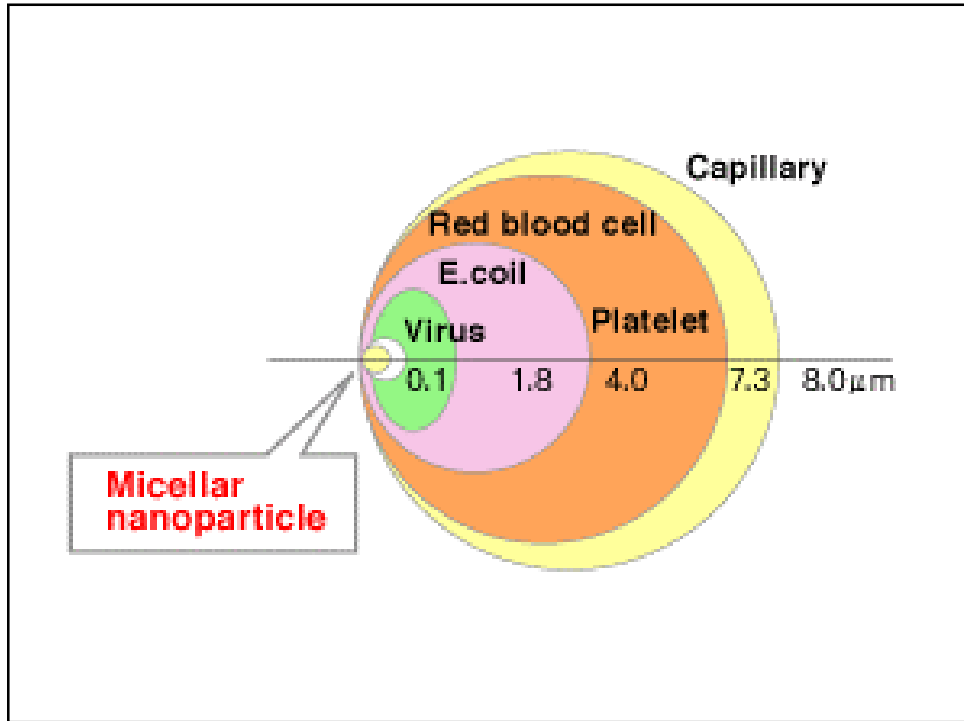 Capillary
Red blood cell
E.coil
Platelet
Virus
0.1 1.8 4.0 7.3 8.0μm
Micellar
nanoparticle